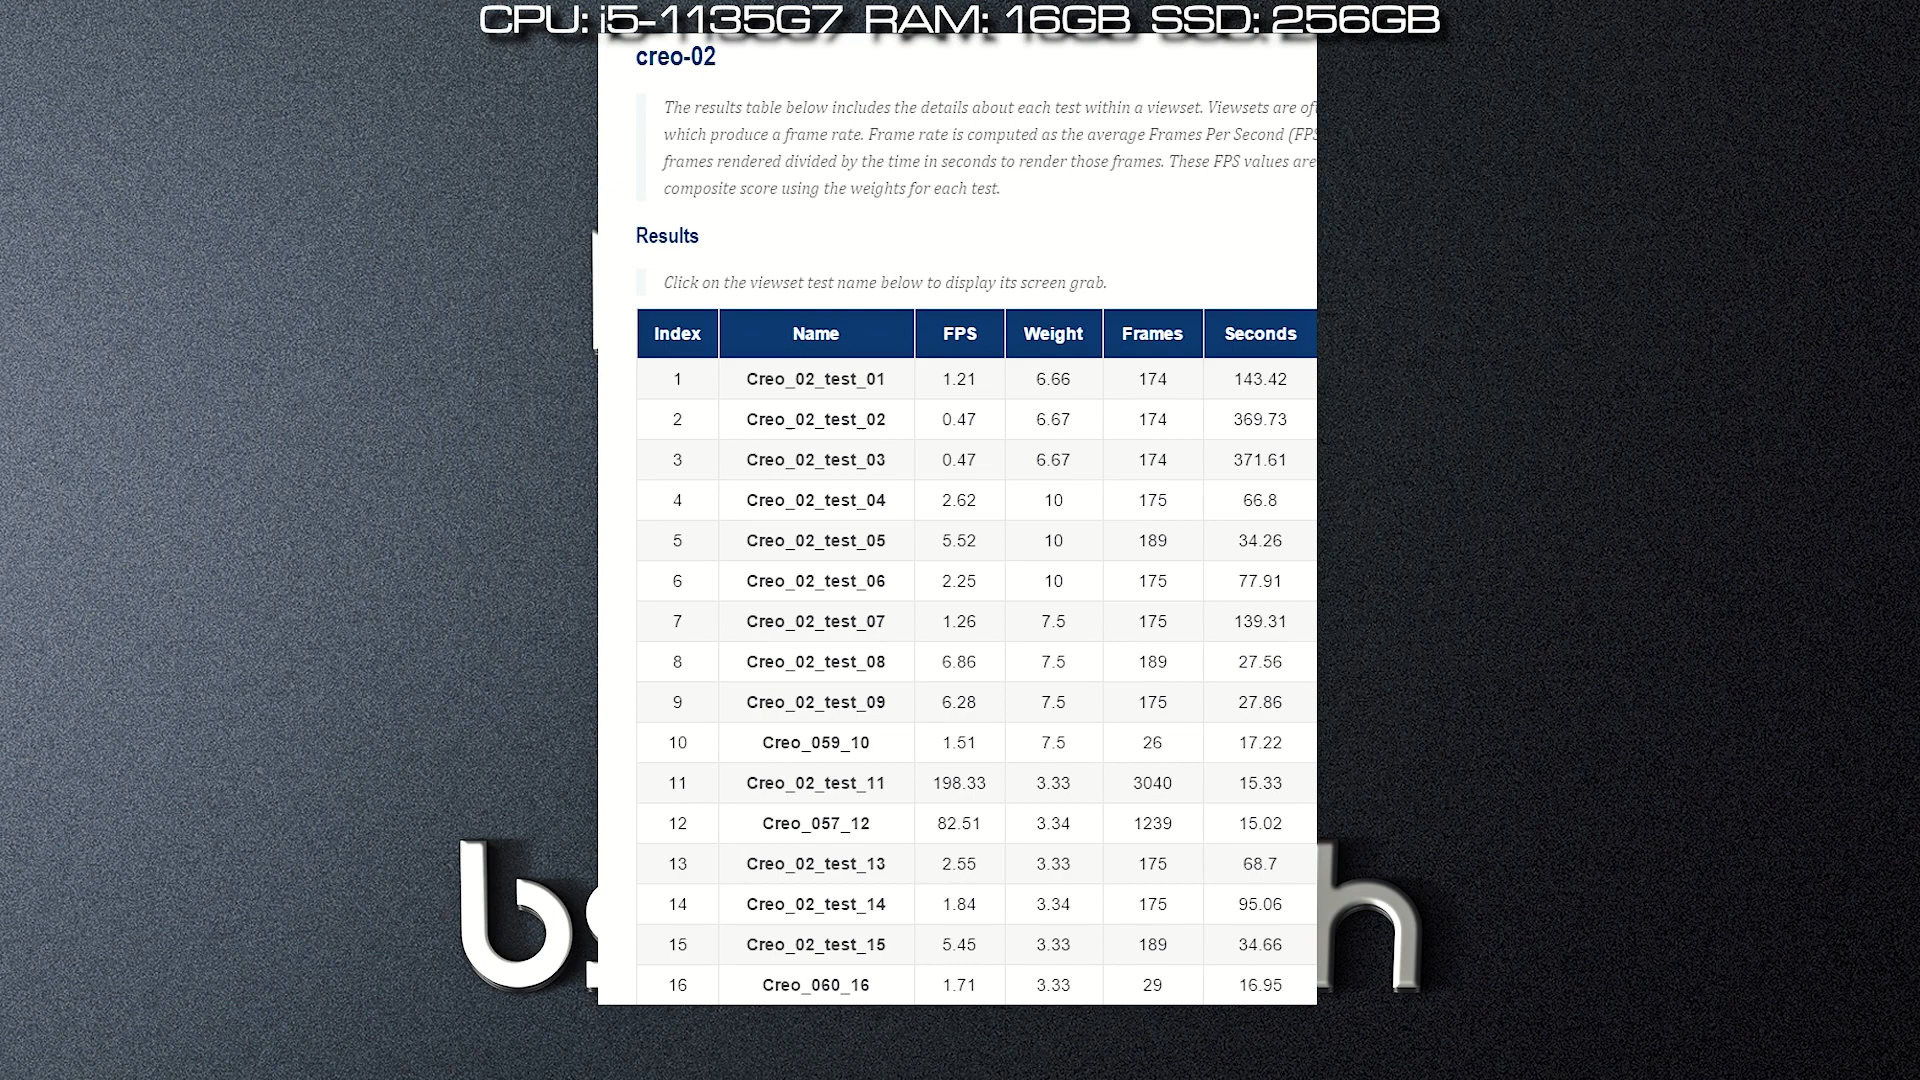 CPU: i5-1135G7 RAM: 16GB SSD: 256GB
creo-02
The results table below includes the details about each test within a viewset. Viewsets are
which produce a frame rate. Frame rate is computed as the average Frames Per Second (FPS
frames rendered divided by the time in seconds to render those frames. These FPS values are
composite score using the weights for each test.
Results
Click on the viewset test name below to display its screen grab.
Index Name FPS Weight Frames Seconds
1 Creo_02_test_01 1.21 6.66 174 143.42
2 Creo_02_test_02 0.47 6.67 174 369.73
3 Creo_02_test_03 0.47 6.67 174 371.61
4 Creo_02_test_04 2.62 10 175 66.8
5 Creo_02_test_05 5.52 10 189 34.26
6 Creo_02_test_06 2.25 10 175 77.91
7 Creo_02_test_07 1.26 7.5 175 139.31
8 Creo_02_test_08 6.86 7.5 189 27.56
9 Creo_02_test_09 6.28 7.5 175 27.86
10 Creo_059_10 1.51 7.5 26 17.22
11 Creo_02_test_11 198.33 3.33 3040 15.33
12 Creo_057_12 82.51 3.34 1239 15.02
13 Creo_02_test_13 2.55 3.33 175 68.7
14 Creo_02_test_14 1.84 3.34 175 95.06
15 Creo_02_test_15 5.45 3.33 189 34.66
16 Creo_060_16 1.71 3.33 29 16.95